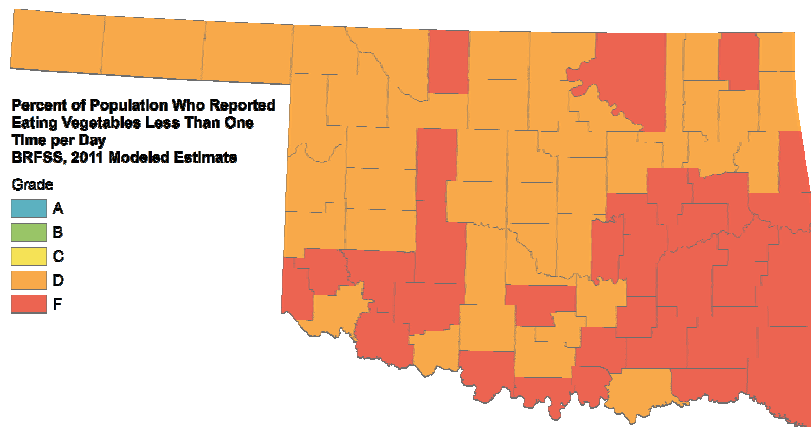 Percent of Population Who Reported
Eating Vegetables Less Than One
Time per Day
BRFSS, 2011 Modeled Estimate
Grade
A
B
C
D
F